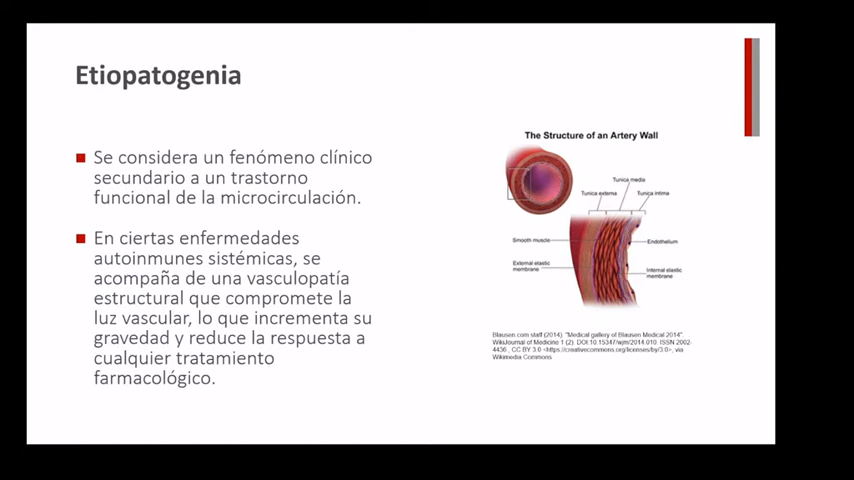 Etiopatogenia
Se considera un fenómeno clínico
secundario a un trastorno
funcional de la microcirculación.
En ciertas enfermedades
autoinmunes sistémicas, se
acompaña de una vasculopatía
estructural que compromete la
luz vascular, lo que incrementa su
gravedad y reduce la respuesta a
cualquier tratamiento
farmacológico.
The Structure of an Artery Wall
Tunica media
Tunica externa
Tunica intima
Smooth muscle
Endothelium
External elastic
membrane
Internal elastic
membrane
Blausen.com staff (2014). "Medical gallery of Blausen Medical 2014".
WikiJournal of Medicine 1 (2). DOI:10.15347/wjm/2014.010. ISSN 2002-
4436., CC BY 3.0 <https://creativecommons.org/licenses/by/3.0>, via
Wikimedia Commons